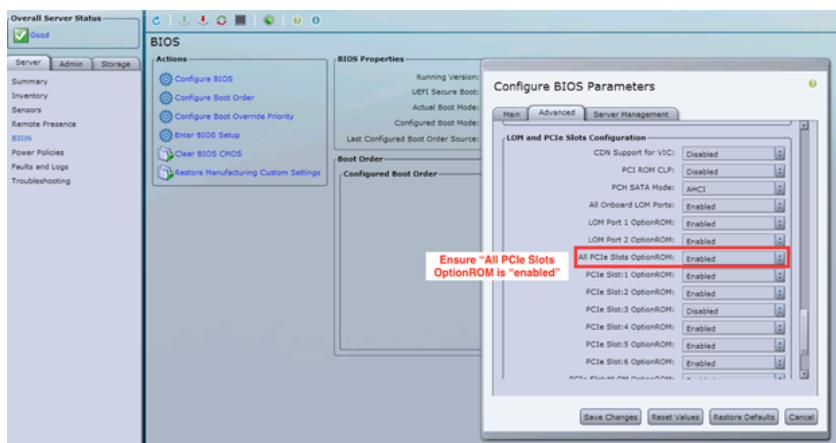 Overall Server Status
Good
Server Admin Storage
Summary
Inventory
Sensors
Remote Presence
BIOS
Power Policies
Faults and Logs
Troubleshooting
BIOS
Actions
Configure BIOS
Configure Boot Order
Configure Boot Override Priority
Enter BIOS Setup
Clear BIOS CMOS
Restore Manufacturing Custom Settings
BIOS Properties
Running Version:
UEFI Secure Boot:
Actual Boot Mode:
Configured Boot Mode:
Last Configured Boot Order Source:
Boot Order
Configured Boot Order
Ensure “All PCIe Slots
OptionROM is “enabled”
Configure BIOS Parameters
Main Advanced Server Management
LOM and PCIe Slots Configuration
CDN Support for VIC: Disabled
PCI ROM CLP: Disabled
PCH SATA Mode: AHCI
All Onboard LOM Ports: Enabled
LOM Port 1 OptionROM: Enabled
LOM Port 2 OptionROM: Enabled
All PCIe Slots OptionROM: Enabled
PCIe Slot:1 OptionROM: Enabled
PCIe Slot:2 OptionROM: Enabled
PCIe Slot:3 OptionROM: Disabled
PCIe Slot:4 OptionROM: Enabled
PCIe Slot:5 OptionROM: Enabled
PCIe Slot:6 OptionROM: Enabled
Save Changes Reset Values Restore Defaults Cancel